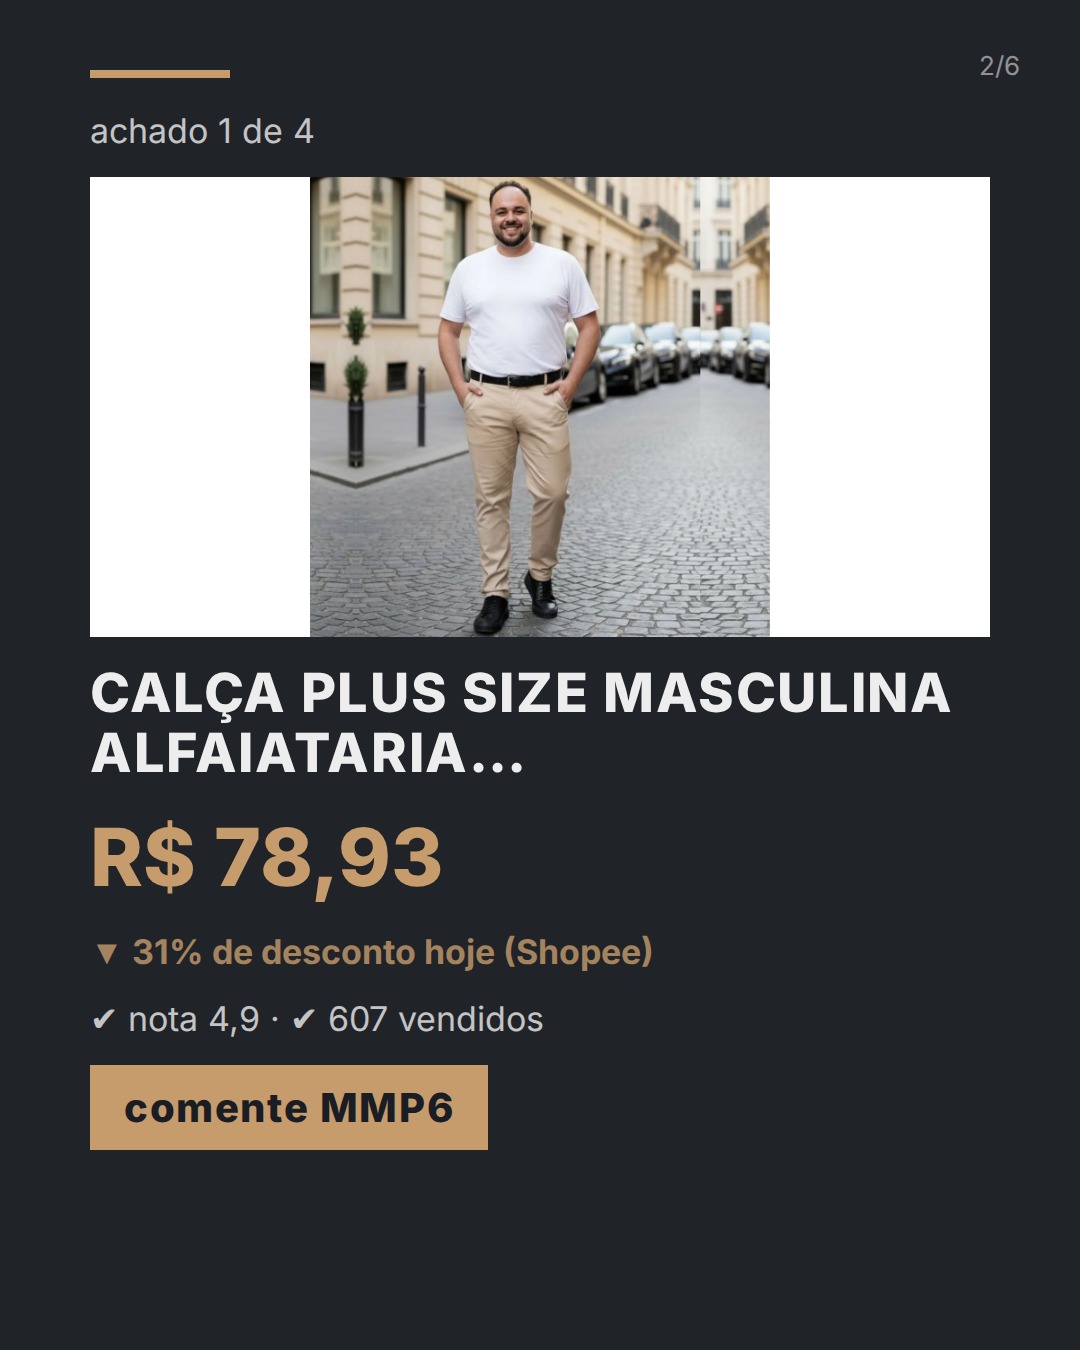 2/6
achado 1 de 4
CALÇA PLUS SIZE MASCULINA
ALFAIATARIA...
R$ 78,93
▼ 31% de desconto hoje (Shopee)
✔ nota 4,9 · ✔ 607 vendidos
comente MMP6